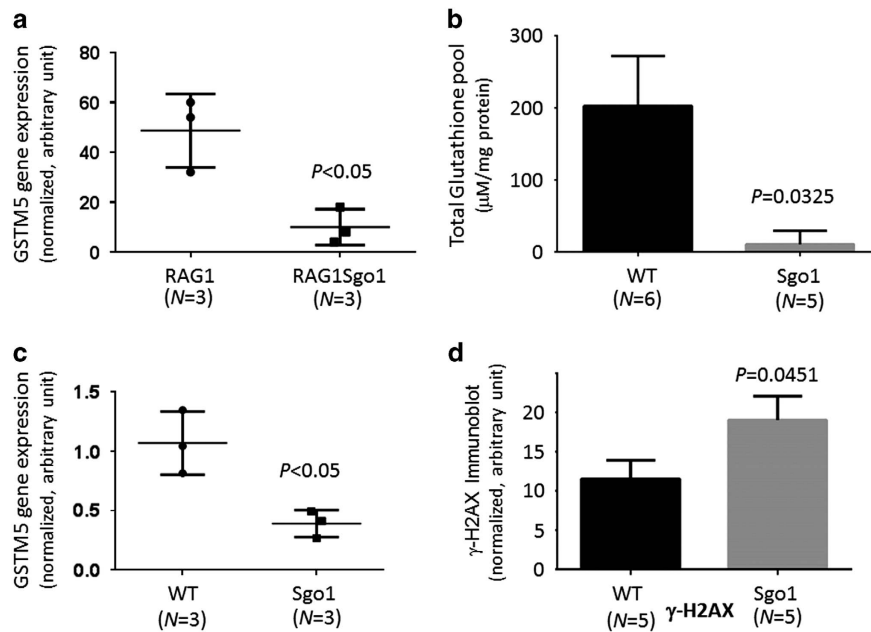 a
GSTM5 gene expression
(normalized, arbitrary unit)
80
60
40
20
0
P<0.05
RAG1
(N=3)
RAG1Sgo1
(N=3)
b
Total Glutathione pool
(µM/mg protein)
300
200
100
0
P=0.0325
WT
(N=6)
Sgo1
(N=5)
c
GSTM5 gene expression
(normalized, arbitrary unit)
1.5
1.0
0.5
0.0
P<0.05
WT
(N=3)
Sgo1
(N=3)
d
γ-H2AX Immunoblot
(normalized, arbitrary unit)
20
15
10
5
0
P=0.0451
WT
(N=5)
γ-H2AX
Sgo1
(N=5)